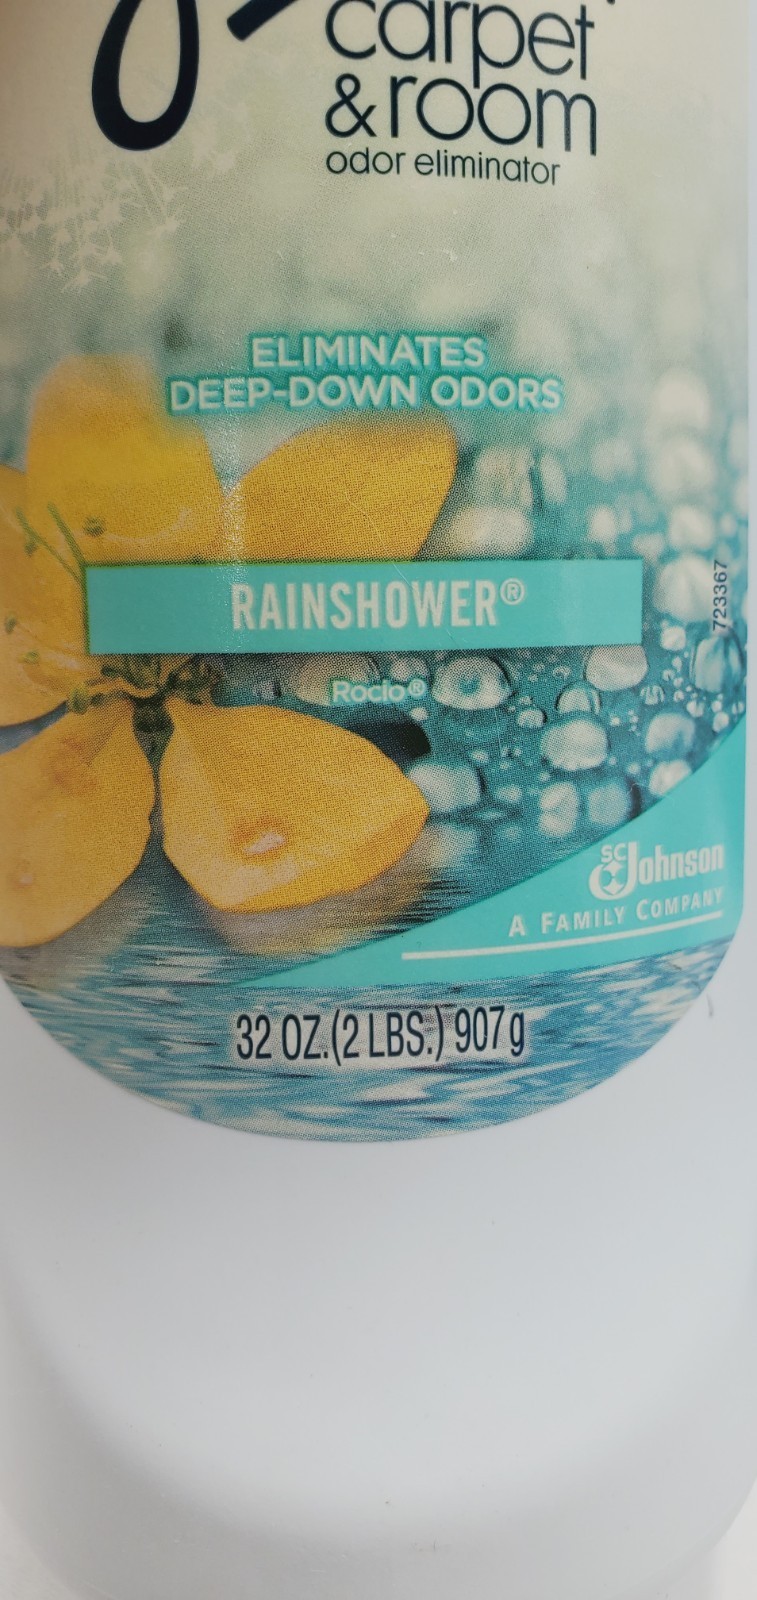 carpet
& room
odor eliminator
ELIMINATES
DEEP-DOWN ODORS
RAINSHOWER®
Rocio®
723367
SC Johnson
A FAMILY COMPANY
32 OZ.(2 LBS.) 907g